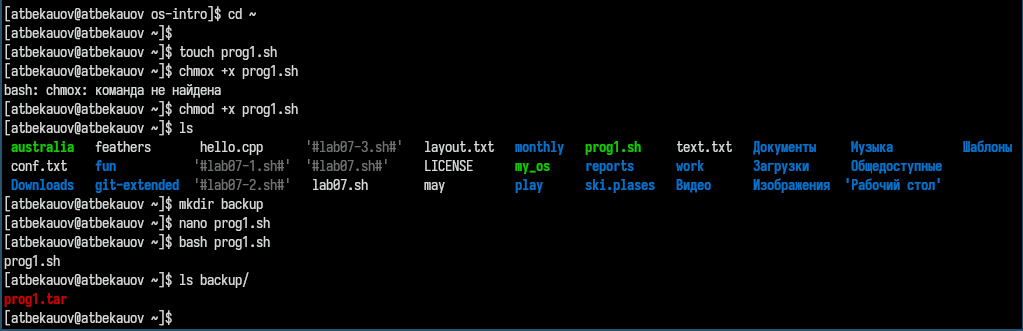 [atbekauov@atbekauov os-intro]$ cd ~
[atbekauov@atbekauov ~]$
[atbekauov@atbekauov ~]$ touch prog1.sh
[atbekauov@atbekauov ~]$ chmox +x prog1.sh
bash: chmox: команда не найдена
[atbekauov@atbekauov ~]$ chmod +x prog1.sh
[atbekauov@atbekauov ~]$ ls
australia feathers hello.cpp '#lab07-3.sh#' layout.txt monthly prog1.sh text.txt Документы Музыка Шаблоны
conf.txt fun '#lab07-1.sh#' '#lab07.sh#' LICENSE my_os reports work Загрузки Общедоступные
Downloads git-extended '#lab07-2.sh#' lab07.sh may play ski.plases Видео Изображения 'Рабочий стол'
[atbekauov@atbekauov ~]$ mkdir backup
[atbekauov@atbekauov ~]$ nano prog1.sh
[atbekauov@atbekauov ~]$ bash prog1.sh
prog1.sh
[atbekauov@atbekauov ~]$ ls backup/
prog1.tar
[atbekauov@atbekauov ~]$